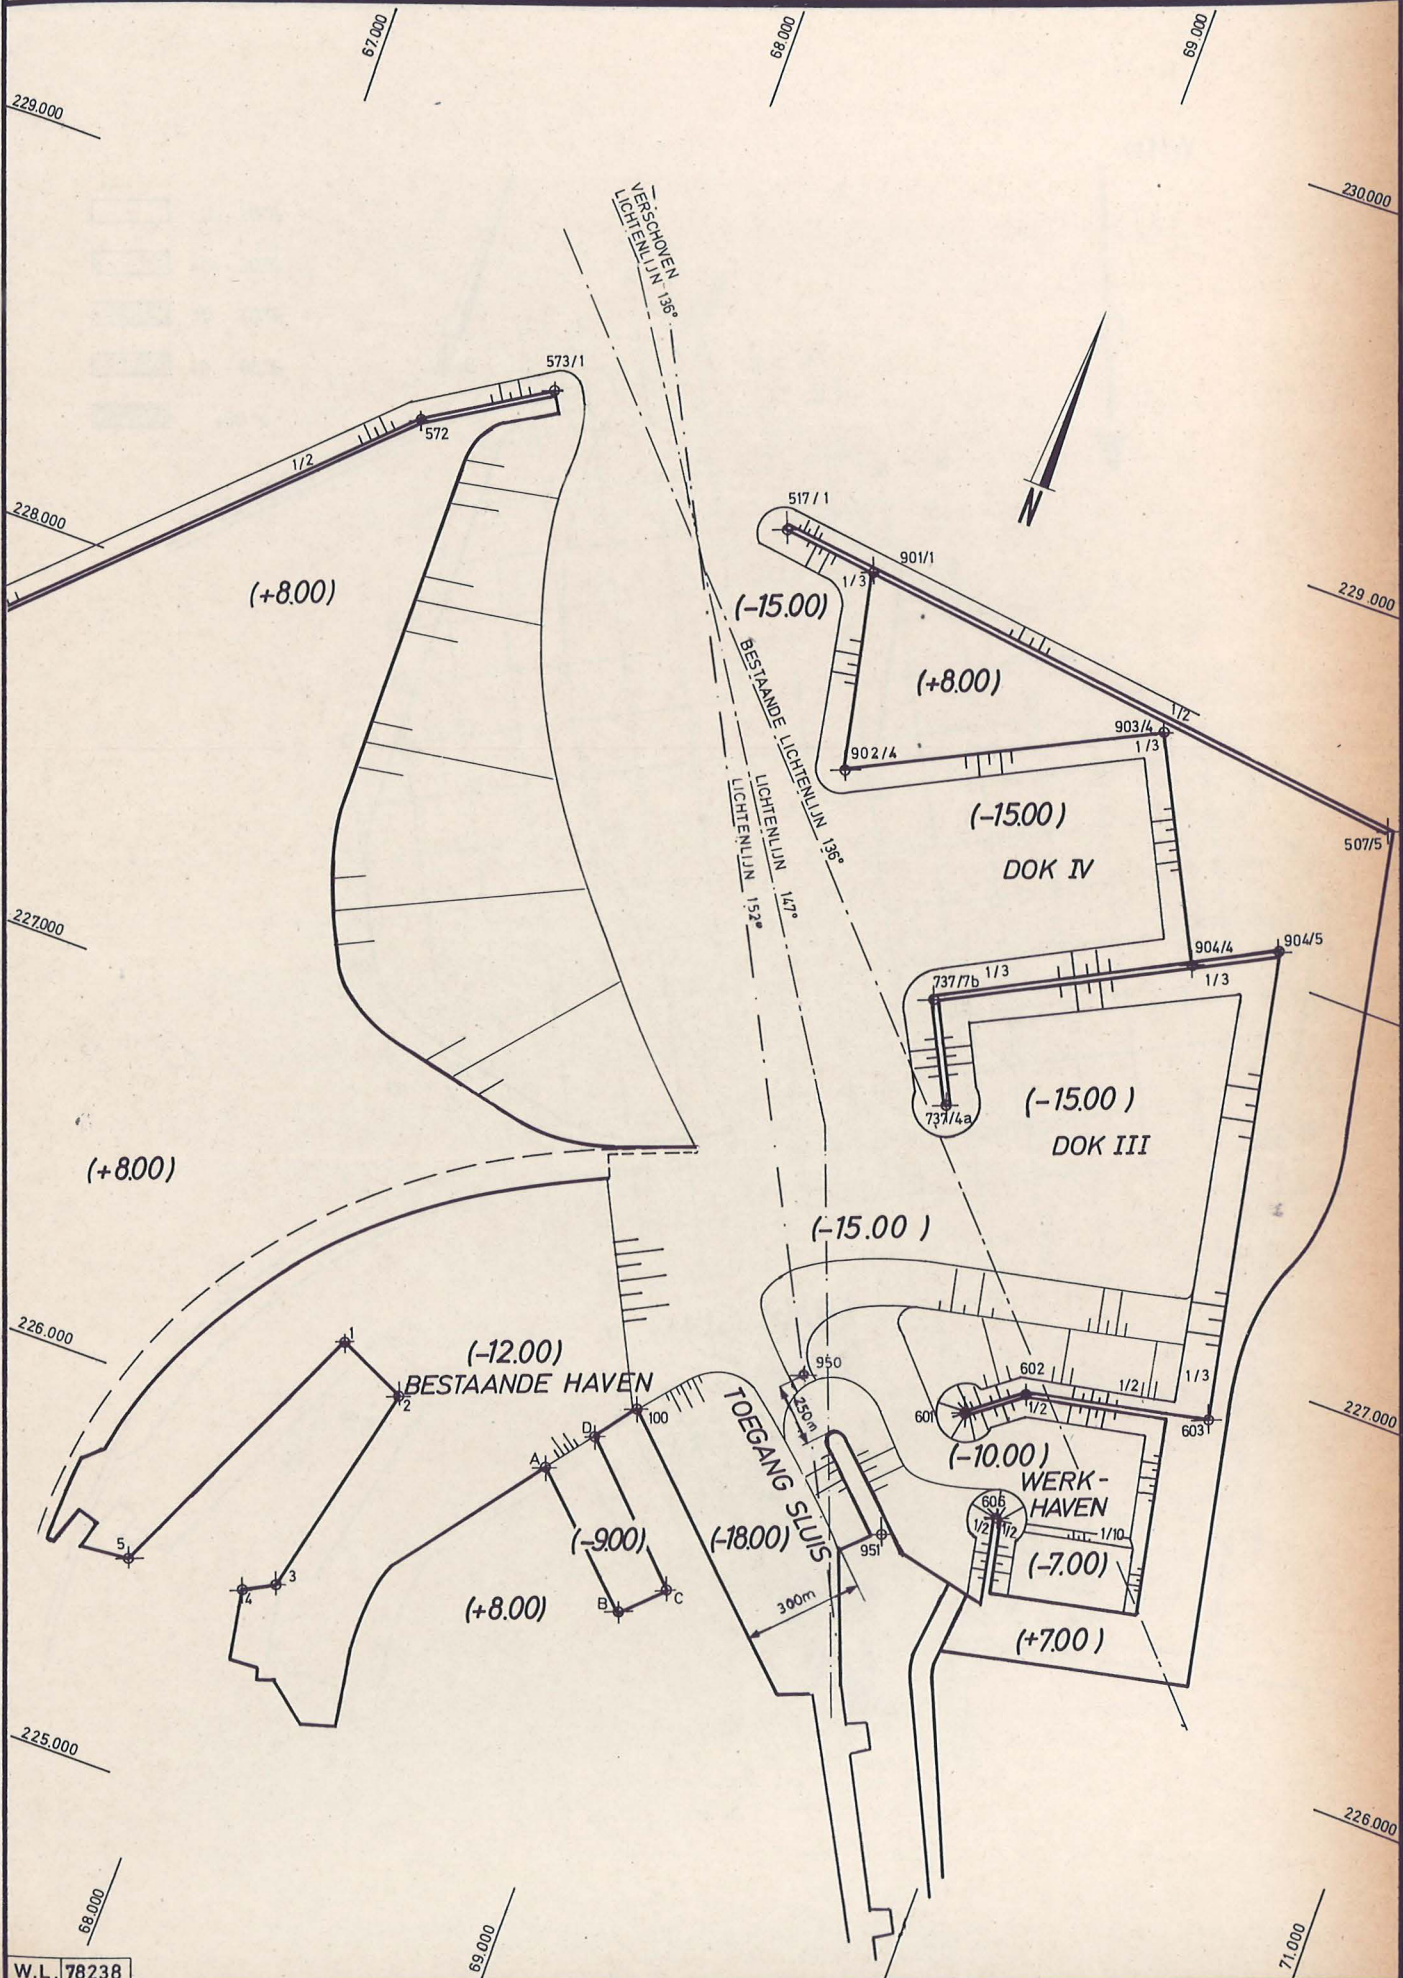 67.000
68.000
69.000
229.000
230.000
VERSCHOVEN
LICHTENLIJN 136°
LICHTENLIJN
573/1
572
1/2
N
517/1
228.000
901/1
1/3
(+8.00)
(-15.00)
229.000
BESTAANDE LICHTENLIJN 136°
(+8.00)
1/2
903/4
1/3
902/4
LICHTENLIJN 147°
LICHTENLIJN 152°
(-15.00)
507/5
DOK IV
227.000
904/4
904/5
1/3
737/7b
1/3
(-15.00)
737/4a
DOK III
(+8.00)
(-15.00)
226.000
1
(-12.00)
BESTAANDE HAVEN
2
950
602
1/2
1/3
250m
601
1/2
603
227.000
100
D
TOEGANG SLUIS
A
(-10.00)
WERK-
HAVEN
606
1/2
1/2
1/10
5
(-9.00)
(-18.00)
951
(-7.00)
4
3
300m
B
C
(+8.00)
(+7.00)
225.000
226.000
68.000
69.000
71.000
W.L. 78238